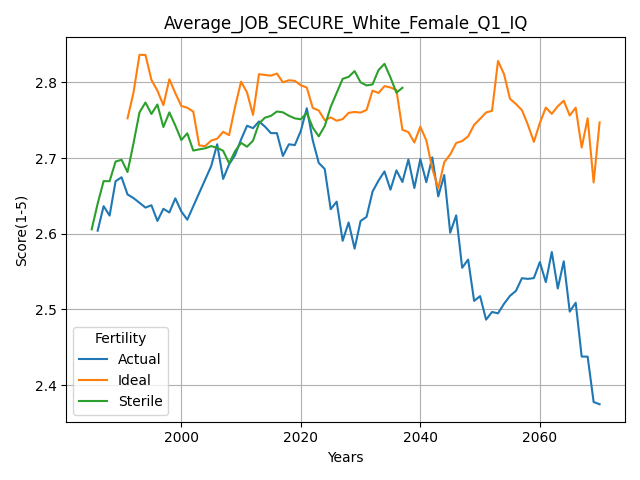 Average_JOB_SECURE_White_Female_Q1_IQ
Score(1-5)
2.8
2.7
2.6
2.5
2.4
Fertility
Actual
Ideal
Sterile
2000
2020
2040
2060
Years